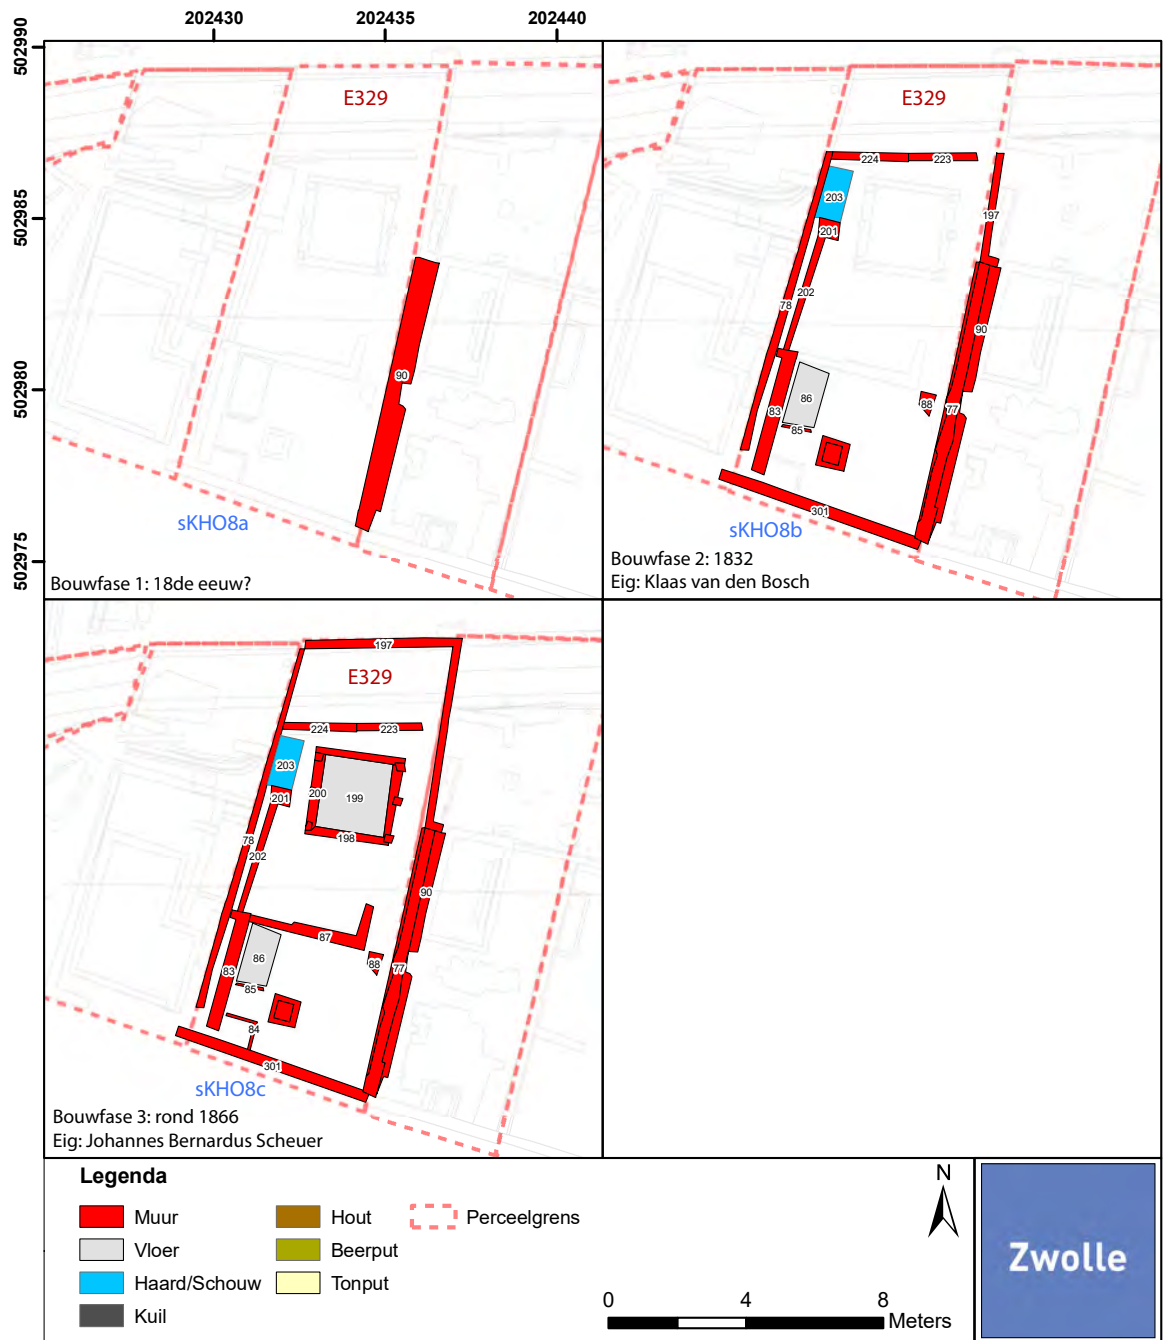 202430 202435 202440
502990
502985
502980
502975
E329
90
sKHO8a
Bouwfase 1: 18de eeuw?
E329
224 223
203
197
201
202
78
90
86
88
77
83
85
301
sKHO8b
Bouwfase 2: 1832
Eig: Klaas van den Bosch
197
E329
224 223
203
200 199
201
198
78
202
90
87
86
88
77
83
85
84
301
sKHO8c
Bouwfase 3: rond 1866
Eig: Johannes Bernardus Scheuer
Legenda
Muur
Vloer
Haard/Schouw
Kuil
Hout
Beerput
Tonput
Perceelgrens
N
0 4 8
Meters
Zwolle